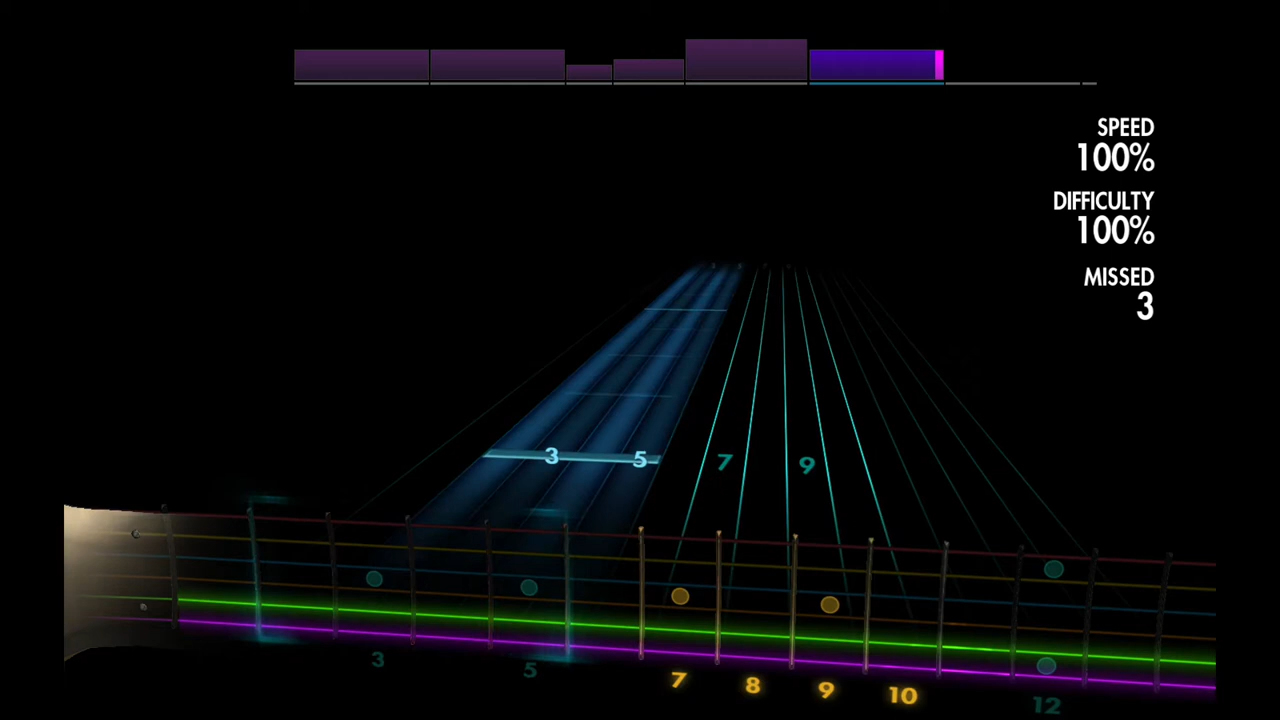 SPEED
100%
DIFFICULTY
100%
MISSED
3
3 5 7 9
3 5 7 8 9 10 12